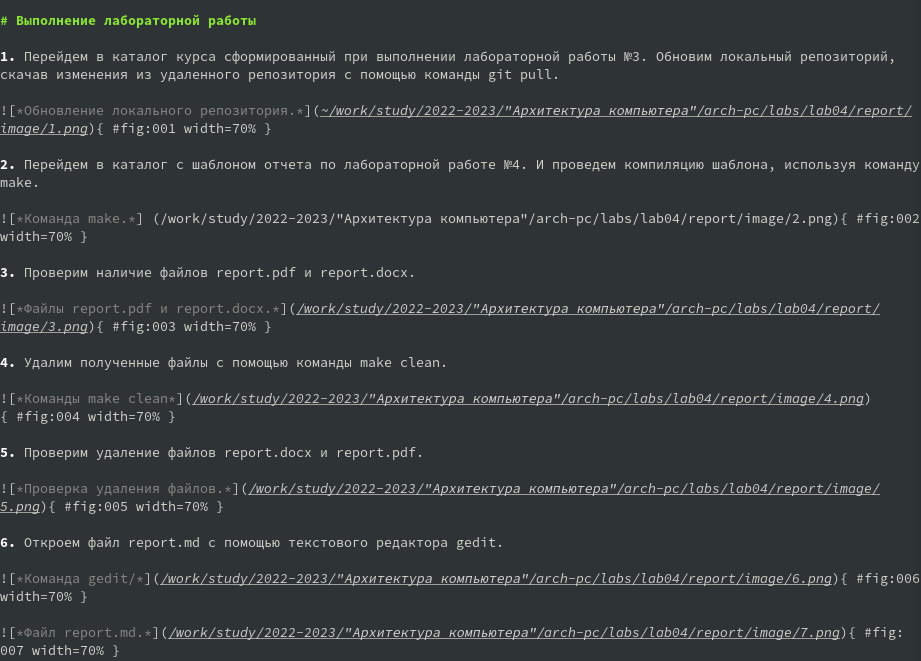 # Выполнение лабораторной работы
1. Перейдем в каталог курса сформированный при выполнении лабораторной работы №3. Обновим локальный репозиторий,
скачав изменения из удаленного репозитория с помощью команды git pull.
![*Обновление локального репозитория.*](~/work/study/2022-2023/"Архитектура компьютера"/arch-pc/labs/lab04/report/
image/1.png){ #fig:001 width=70% }
2. Перейдем в каталог с шаблоном отчета по лабораторной работе №4. И проведем компиляцию шаблона, используя команду
make.
![*Команда make.*] (/work/study/2022-2023/"Архитектура компьютера"/arch-pc/labs/lab04/report/image/2.png){ #fig:002
width=70% }
3. Проверим наличие файлов report.pdf и report.docx.
![*Файлы report.pdf и report.docx.*](/work/study/2022-2023/"Архитектура компьютера"/arch-pc/labs/lab04/report/
image/3.png){ #fig:003 width=70% }
4. Удалим полученные файлы с помощью команды make clean.
![*Команды make clean*](/work/study/2022-2023/"Архитектура компьютера"/arch-pc/labs/lab04/report/image/4.png)
{ #fig:004 width=70% }
5. Проверим удаление файлов report.docx и report.pdf.
![*Проверка удаления файлов.*](/work/study/2022-2023/"Архитектура компьютера"/arch-pc/labs/lab04/report/image/
5.png){ #fig:005 width=70% }
6. Откроем файл report.md с помощью текстового редактора gedit.
![*Команда gedit/*](/work/study/2022-2023/"Архитектура компьютера"/arch-pc/labs/lab04/report/image/6.png){ #fig:006
width=70% }
![*Файл report.md.*](/work/study/2022-2023/"Архитектура компьютера"/arch-pc/labs/lab04/report/image/7.png){ #fig:
007 width=70% }